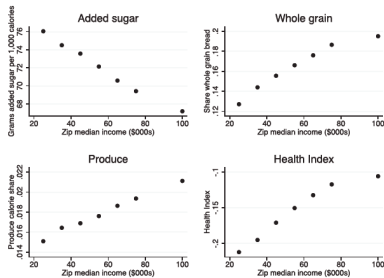 Added sugar
Grams added sugar per 1,000 calories
76
74
72
70
68
20 40 60 80 100
Zip median income ($000s)
Whole grain
Share whole grain bread
.2
.18
.16
.14
.12
20 40 60 80 100
Zip median income ($000s)
Produce
Produce calorie share
.022
.02
.018
.016
.014
20 40 60 80 100
Zip median income ($000s)
Health Index
Health Index
-.1
-.15
-.2
20 40 60 80 100
Zip median income ($000s)